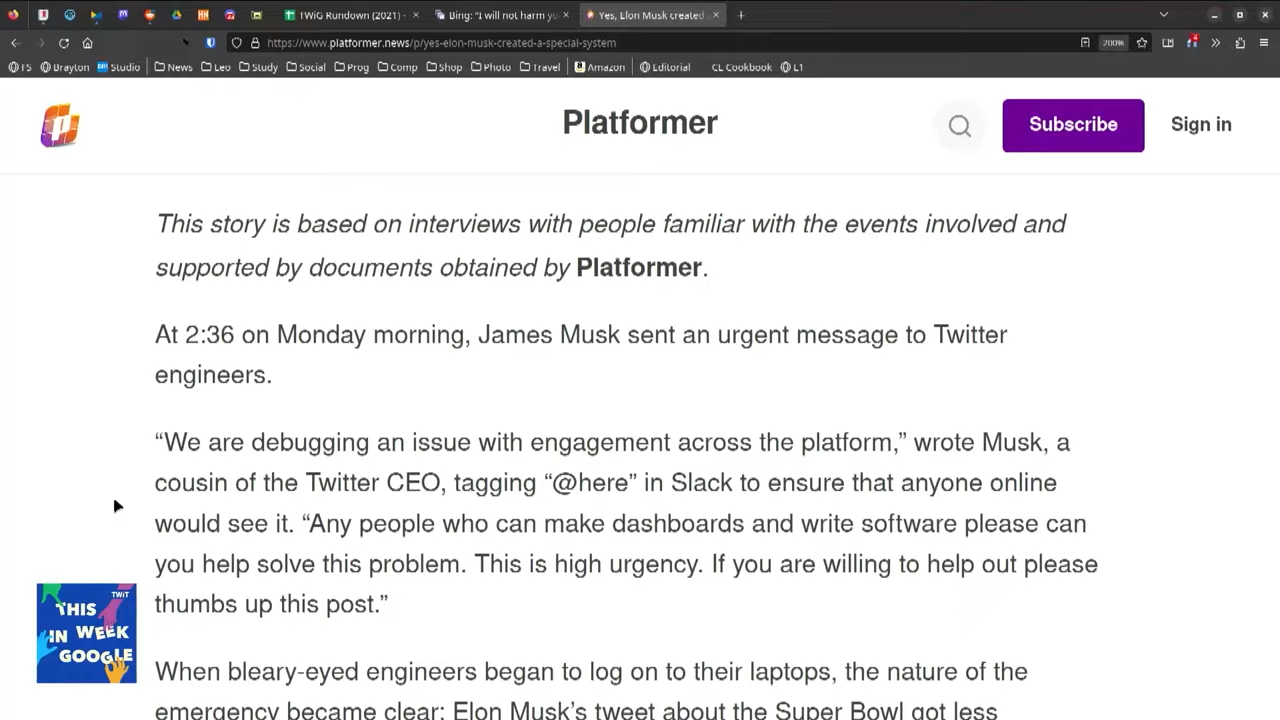 TWiG Rundown (2021) -
Bing: "I will not harm yo
Yes, Elon Musk created
https://www.platformer.news/p/yes-elon-musk-created-a-special-system
200%
FS Brayton Studio News Leo Study Social Prog Comp Shop Photo Travel Amazon Editorial CL Cookbook L1
Platformer
Subscribe
Sign in
This story is based on interviews with people familiar with the events involved and
supported by documents obtained by Platformer.
At 2:36 on Monday morning, James Musk sent an urgent message to Twitter
engineers.
“We are debugging an issue with engagement across the platform,” wrote Musk, a
cousin of the Twitter CEO, tagging “@here” in Slack to ensure that anyone online
would see it. “Any people who can make dashboards and write software please can
you help solve this problem. This is high urgency. If you are willing to help out please
thumbs up this post.”
TWiT
THIS
IN WEEK
GOOGLE
When bleary-eyed engineers began to log on to their laptops, the nature of the
emergency became clear: Elon Musk’s tweet about the Super Bowl got less